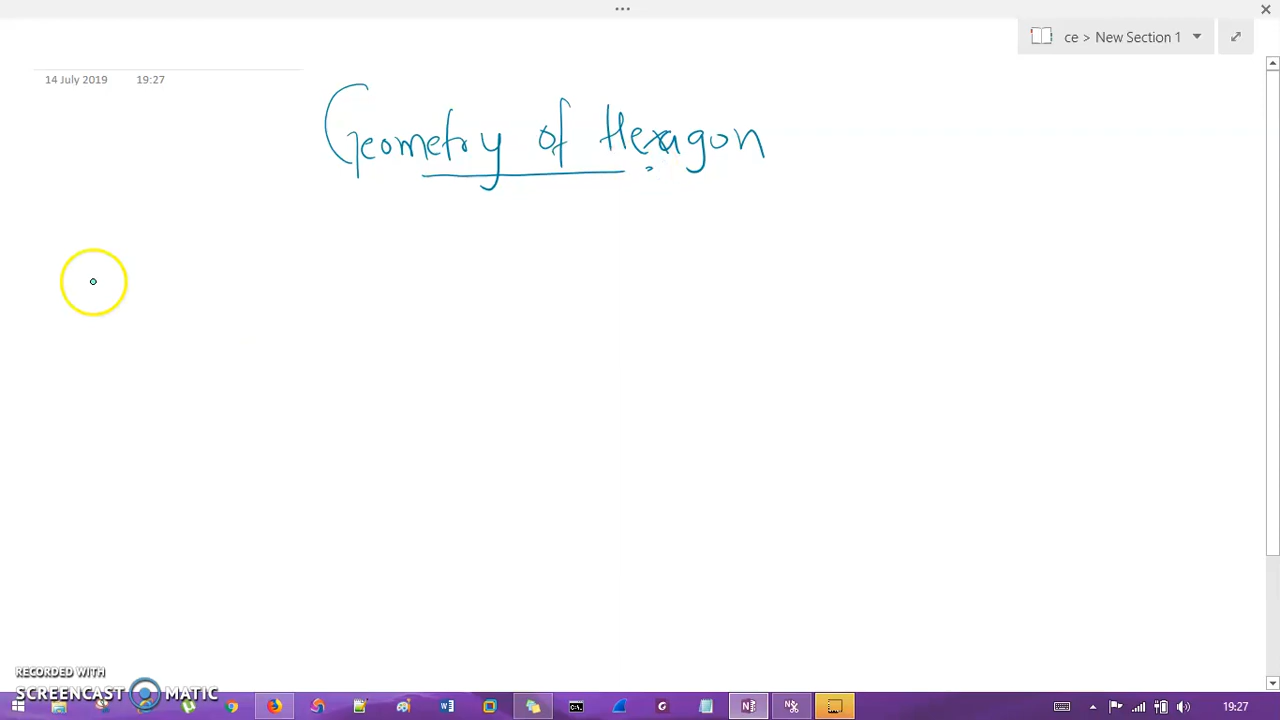 ce > New Section 1
14 July 2019 19:27
Geometry of Hexagon
RECORDED WITH
SCREENCAST MATIC
19:27